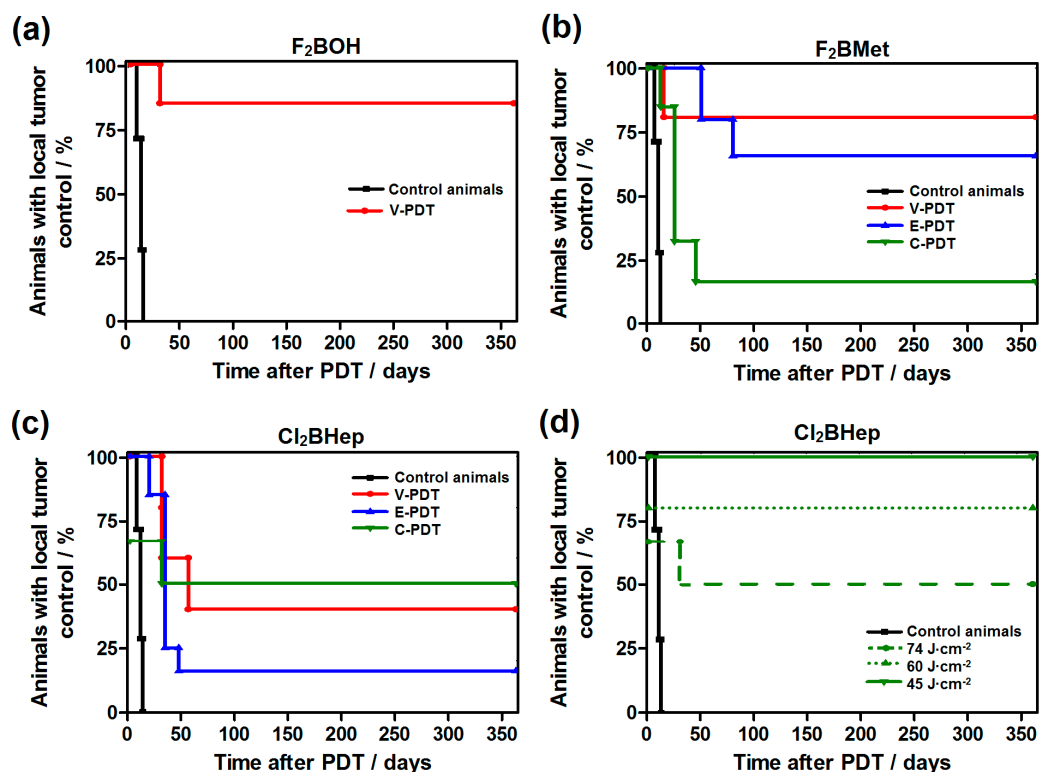 (a)
F₂BOH
Animals with local tumor
control / %
100
75
50
25
0
Control animals
V-PDT
0 50 100 150 200 250 300 350
Time after PDT / days
(b)
F₂BMet
Animals with local tumor
control / %
100
75
50
25
0
Control animals
V-PDT
E-PDT
C-PDT
0 50 100 150 200 250 300 350
Time after PDT / days
(c)
Cl₂BHep
Animals with local tumor
control / %
100
75
50
25
0
Control animals
V-PDT
E-PDT
C-PDT
0 50 100 150 200 250 300 350
Time after PDT / days
(d)
Cl₂BHep
Animals with local tumor
control / %
100
75
50
25
0
Control animals
74 J·cm⁻²
60 J·cm⁻²
45 J·cm⁻²
0 50 100 150 200 250 300 350
Time after PDT / days